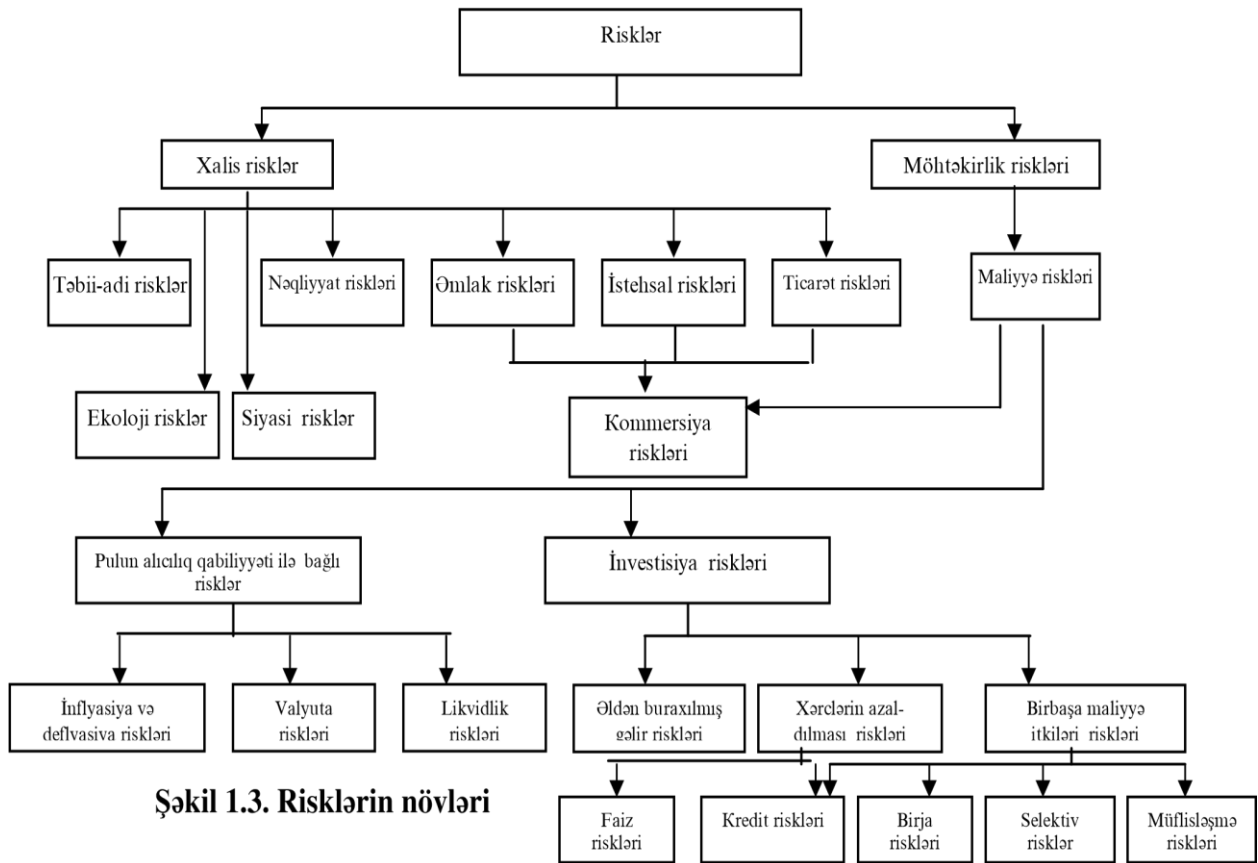 Risklər
Xalis risklər
Möhtəkirlik riskləri
Təbii-adi risklər
Nəqliyyat riskləri
Əmlak riskləri
İstehsal riskləri
Ticarət riskləri
Maliyyə riskləri
Ekoloji risklər
Siyasi risklər
Kommersiya
riskləri
Pulun alıcılıq qabiliyyəti ilə bağlı
risklər
İnvestisiya riskləri
İnflyasiya və
deflyasiya riskləri
Valyuta
riskləri
Likvidlik
riskləri
Əldən buraxılmış
gəlir riskləri
Xərclərin azal-
dılması riskləri
Birbaşa maliyyə
itkiləri riskləri
Şəkil 1.3. Risklərin növləri
Faiz
riskləri
Kredit riskləri
Birja
riskləri
Selektiv
risklər
Müflisləşmə
riskləri